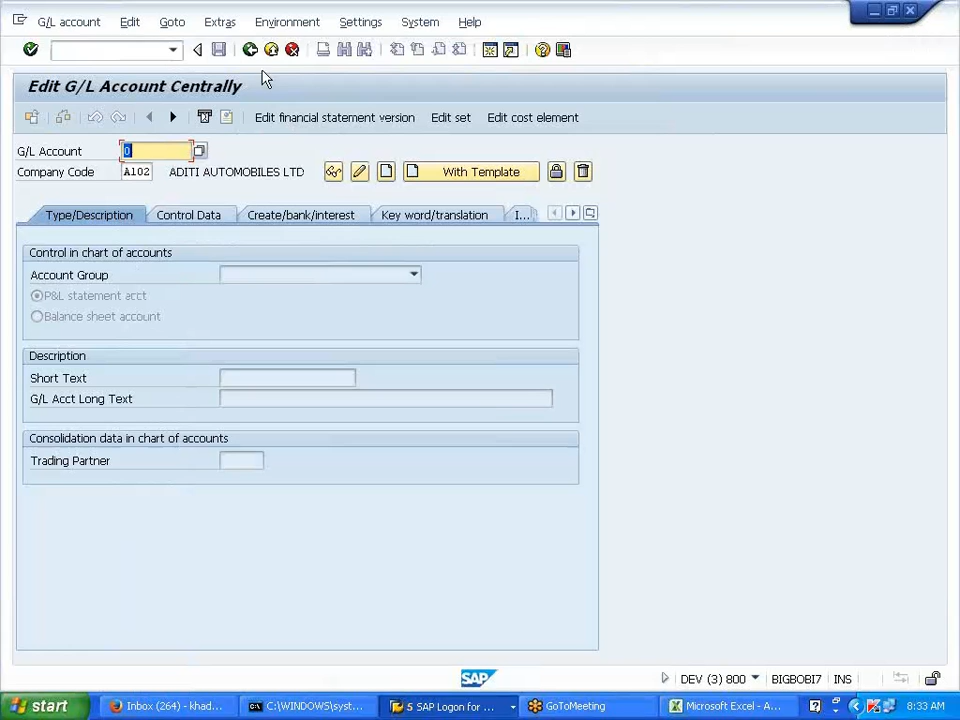 G/L account Edit Goto Extras Environment Settings System Help
Edit G/L Account Centrally
Edit financial statement version Edit set Edit cost element
G/L Account 0
Company Code A102 ADITI AUTOMOBILES LTD With Template
Type/Description Control Data Create/bank/interest Key word/translation I...
Control in chart of accounts
Account Group
P&L statement acct
Balance sheet account
Description
Short Text
G/L Acct Long Text
Consolidation data in chart of accounts
Trading Partner
SAP DEV (3) 800 BIGBOBI7 INS
start Inbox (264) - khad... C:\WINDOWS\syst... 5 SAP Logon for ... GoToMeeting Microsoft Excel - A... 8:33 AM